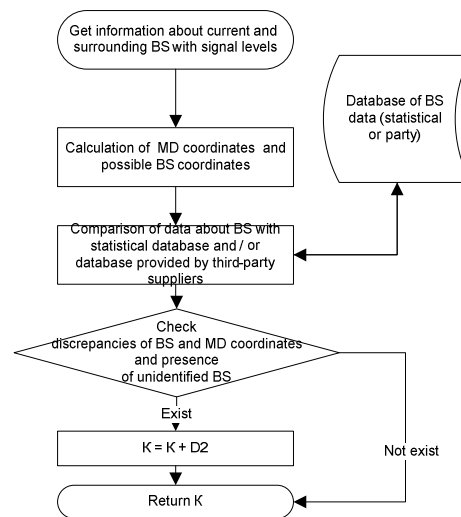 Get information about current and
surrounding BS with signal levels
Database of BS
data (statistical
or party)
Calculation of MD coordinates and
possible BS coordinates
Comparison of data about BS with
statistical database and / or
database provided by third-party
suppliers
Check
discrepancies of BS and MD coordinates
and presence
of unidentified BS
Exist
K = K + D2
Not exist
Return K